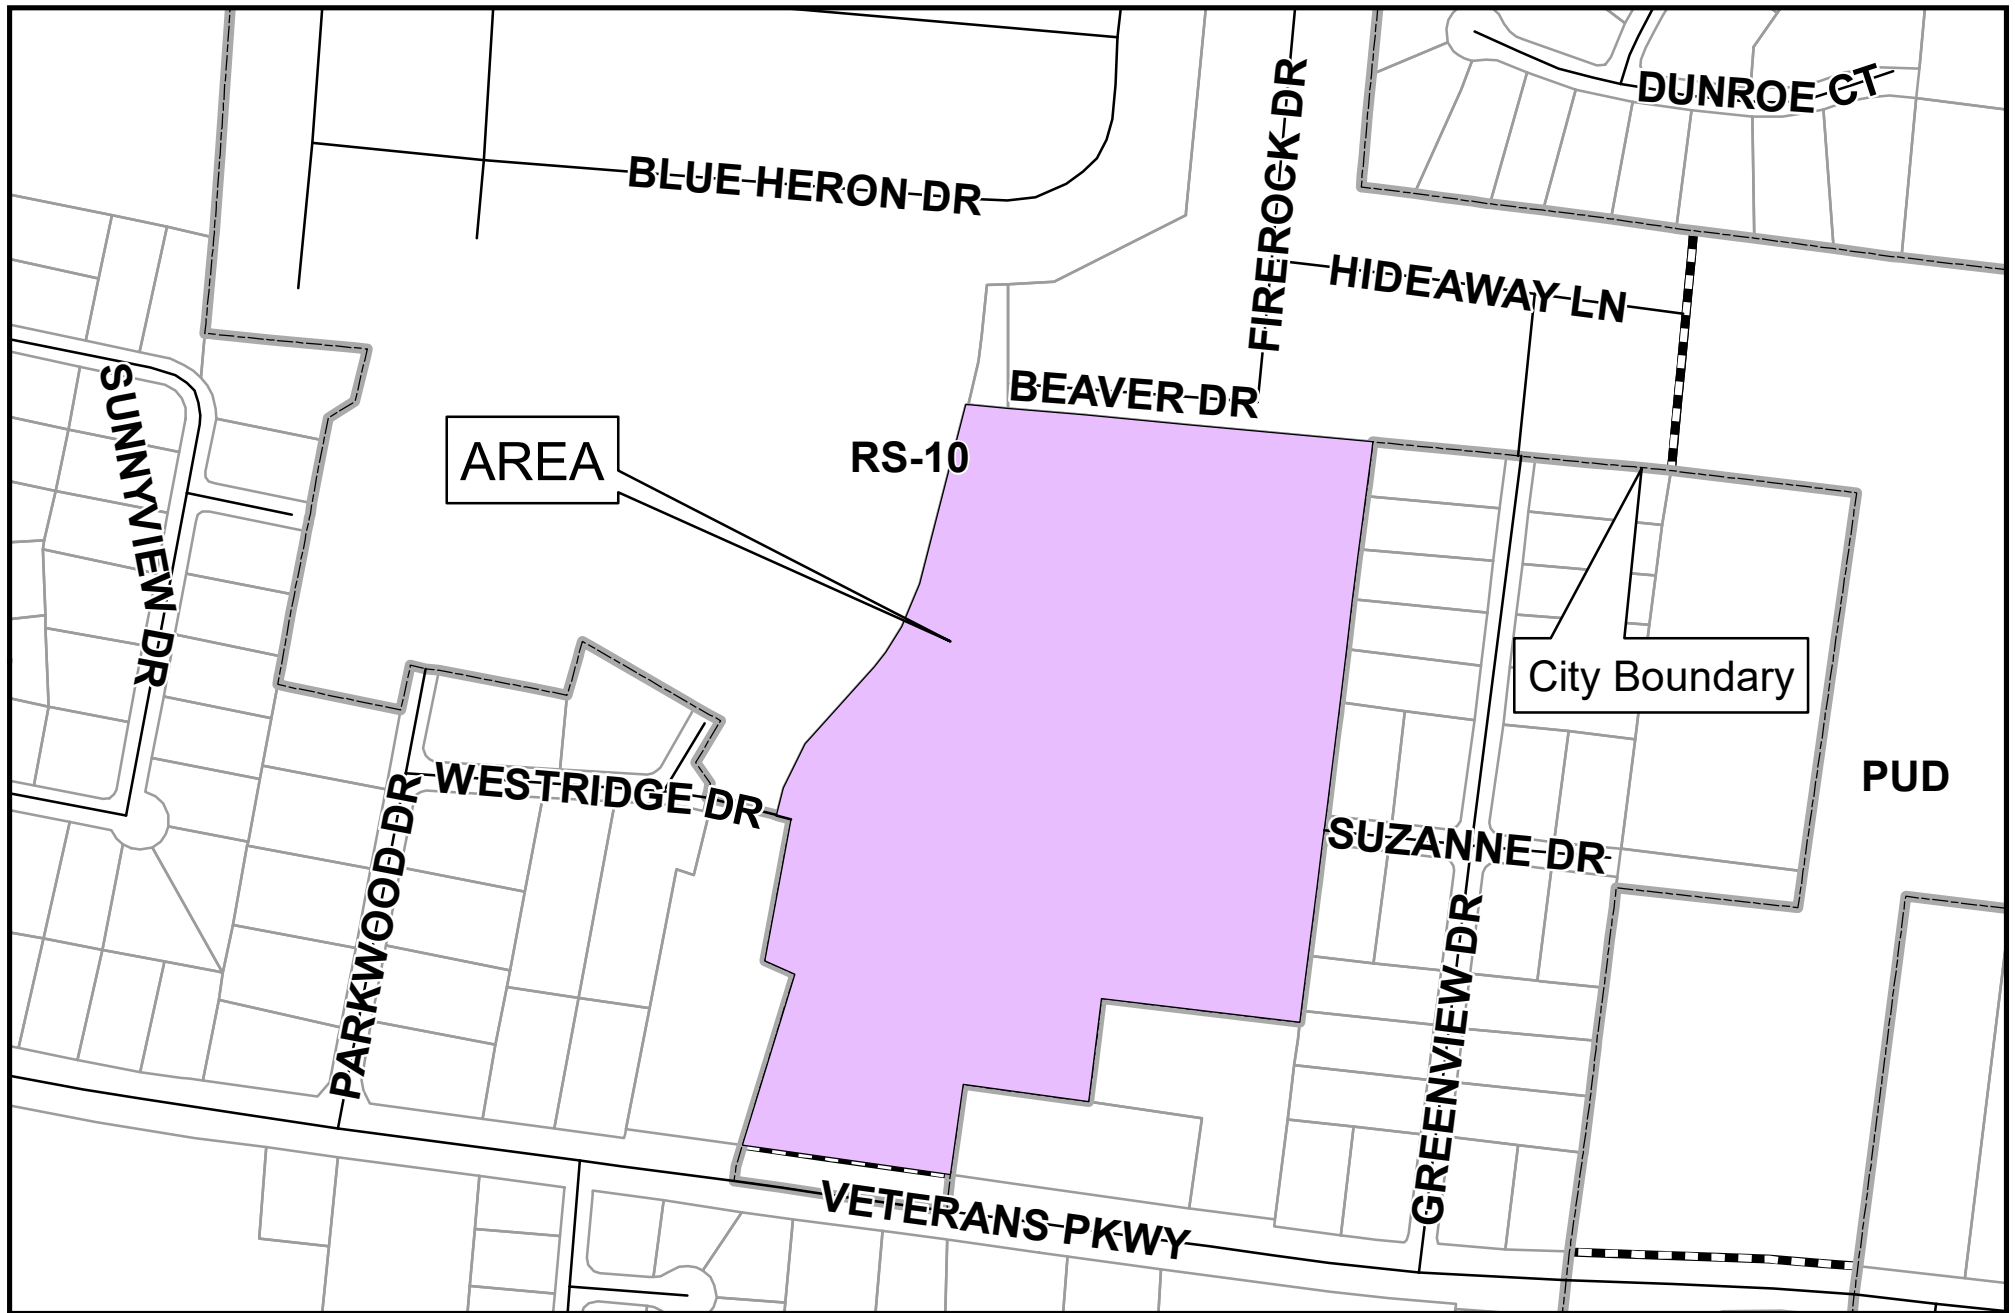 DUNROE CT
BLUE HERON DR
FIREROCK DR
HIDEAWAY LN
SUNNYVIEW DR
BEAVER DR
AREA
RS-10
City Boundary
PUD
WESTRIDGE DR
PARKWOOD DR
SUZANNE DR
GREENVIEW DR
VETERANS PKWY